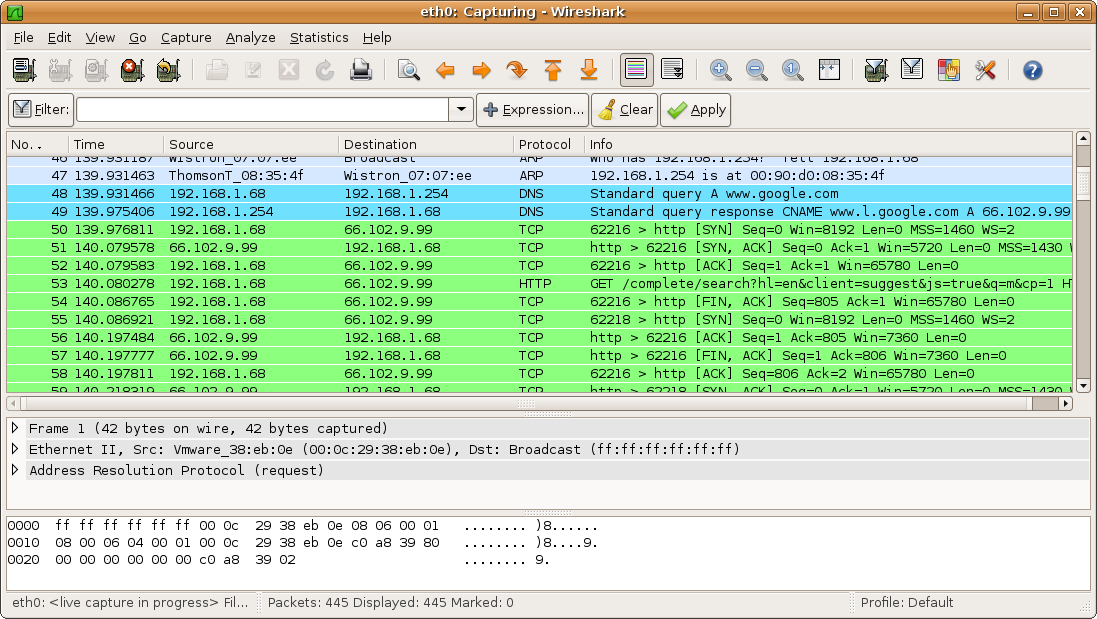 eth0: Capturing - Wireshark
File Edit View Go Capture Analyze Statistics Help
Filter: Expression... Clear Apply
No. . Time Source Destination Protocol Info
46 139.931187 Wistron_07:07:ee Broadcast ARP Who has 192.168.1.254? Tell 192.168.1.68
47 139.931463 ThomsonT_08:35:4f Wistron_07:07:ee ARP 192.168.1.254 is at 00:90:d0:08:35:4f
48 139.931466 192.168.1.68 192.168.1.254 DNS Standard query A www.google.com
49 139.975406 192.168.1.254 192.168.1.68 DNS Standard query response CNAME www.l.google.com A 66.102.9.99
50 139.976811 192.168.1.68 66.102.9.99 TCP 62216 > http [SYN] Seq=0 Win=8192 Len=0 MSS=1460 WS=2
51 140.079578 66.102.9.99 192.168.1.68 TCP http > 62216 [SYN, ACK] Seq=0 Ack=1 Win=5720 Len=0 MSS=1430
52 140.079583 192.168.1.68 66.102.9.99 TCP 62216 > http [ACK] Seq=1 Ack=1 Win=65780 Len=0
53 140.080278 192.168.1.68 66.102.9.99 HTTP GET /complete/search?hl=en&client=suggest&js=true&q=m&cp=1
54 140.086765 192.168.1.68 66.102.9.99 TCP 62216 > http [FIN, ACK] Seq=805 Ack=1 Win=65780 Len=0
55 140.086921 192.168.1.68 66.102.9.99 TCP 62218 > http [SYN] Seq=0 Win=8192 Len=0 MSS=1460 WS=2
56 140.197484 66.102.9.99 192.168.1.68 TCP http > 62216 [ACK] Seq=1 Ack=805 Win=7360 Len=0
57 140.197777 66.102.9.99 192.168.1.68 TCP http > 62216 [FIN, ACK] Seq=1 Ack=806 Win=7360 Len=0
58 140.197811 192.168.1.68 66.102.9.99 TCP 62216 > http [ACK] Seq=806 Ack=2 Win=65780 Len=0
59 140.218319 66.102.9.99 192.168.1.68 TCP http > 62218 [SYN, ACK] Seq=0 Ack=1 Win=5720 Len=0 MSS=1430
Frame 1 (42 bytes on wire, 42 bytes captured)
Ethernet II, Src: Vmware_38:eb:0e (00:0c:29:38:eb:0e), Dst: Broadcast (ff:ff:ff:ff:ff:ff)
Address Resolution Protocol (request)
0000 ff ff ff ff ff ff 00 0c 29 38 eb 0e 08 06 00 01 ........ )8......
0010 08 00 06 04 00 01 00 0c 29 38 eb 0e c0 a8 39 80 ........ )8....9.
0020 00 00 00 00 00 00 c0 a8 39 02 ........ 9.
eth0: <live capture in progress> Fil... Packets: 445 Displayed: 445 Marked: 0 Profile: Default